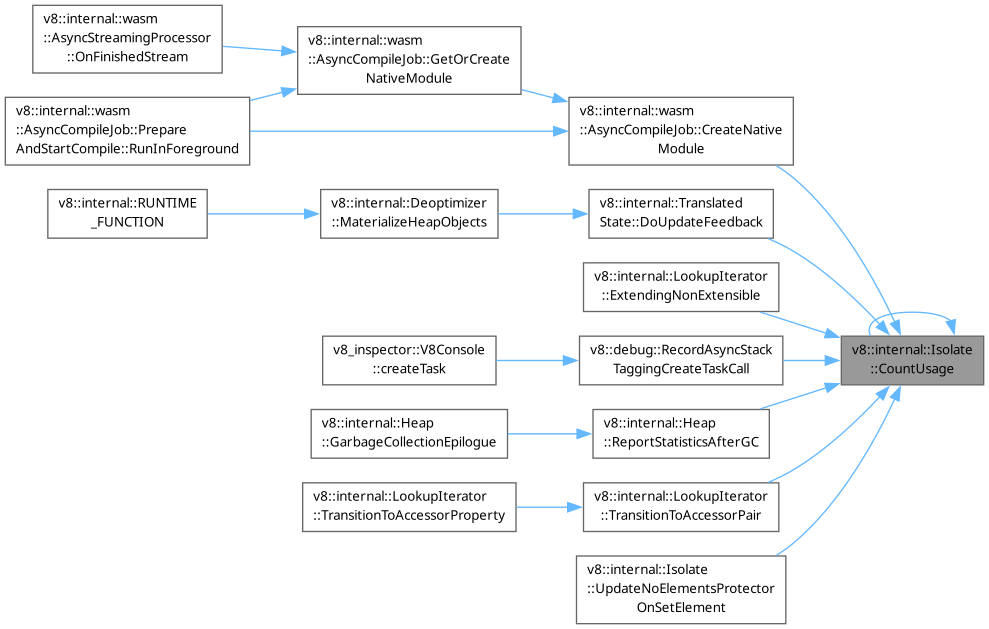 v8::internal::wasm
::AsyncStreamingProcessor
::OnFinishedStream
v8::internal::wasm
::AsyncCompileJob::GetOrCreate
NativeModule
v8::internal::wasm
::AsyncCompileJob::Prepare
AndStartCompile::RunInForeground
v8::internal::wasm
::AsyncCompileJob::CreateNative
Module
v8::internal::RUNTIME
_FUNCTION
v8::internal::Deoptimizer
::MaterializeHeapObjects
v8::internal::Translated
State::DoUpdateFeedback
v8::internal::LookupIterator
::ExtendingNonExtensible
v8_inspector::V8Console
::createTask
v8::debug::RecordAsyncStack
TaggingCreateTaskCall
v8::internal::Isolate
::CountUsage
v8::internal::Heap
::GarbageCollectionEpilogue
v8::internal::Heap
::ReportStatisticsAfterGC
v8::internal::LookupIterator
::TransitionToAccessorProperty
v8::internal::LookupIterator
::TransitionToAccessorPair
v8::internal::Isolate
::UpdateNoElementsProtector
OnSetElement